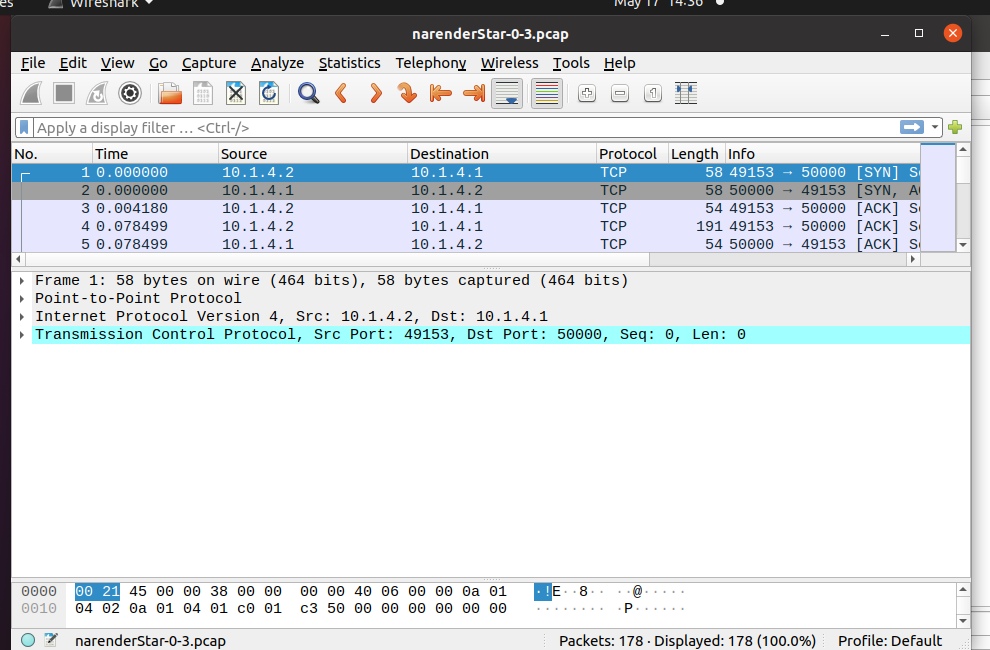 es Wireshark May 17 14:36
narenderStar-0-3.pcap
File Edit View Go Capture Analyze Statistics Telephony Wireless Tools Help
Apply a display filter … <Ctrl-/>
No. Time Source Destination Protocol Length Info
1 0.000000 10.1.4.2 10.1.4.1 TCP 58 49153 → 50000 [SYN] Se
2 0.000000 10.1.4.1 10.1.4.2 TCP 58 50000 → 49153 [SYN, AC
3 0.004180 10.1.4.2 10.1.4.1 TCP 54 49153 → 50000 [ACK] Se
4 0.078499 10.1.4.2 10.1.4.1 TCP 191 49153 → 50000 [ACK] Se
5 0.078499 10.1.4.1 10.1.4.2 TCP 54 50000 → 49153 [ACK] Se
Frame 1: 58 bytes on wire (464 bits), 58 bytes captured (464 bits)
Point-to-Point Protocol
Internet Protocol Version 4, Src: 10.1.4.2, Dst: 10.1.4.1
Transmission Control Protocol, Src Port: 49153, Dst Port: 50000, Seq: 0, Len: 0
0000 00 21 45 00 00 38 00 00 00 00 40 06 00 00 0a 01 ·!E··8·· ··@·····
0010 04 02 0a 01 04 01 c0 01 c3 50 00 00 00 00 00 00 ········ ·P······
narenderStar-0-3.pcap Packets: 178 · Displayed: 178 (100.0%) Profile: Default